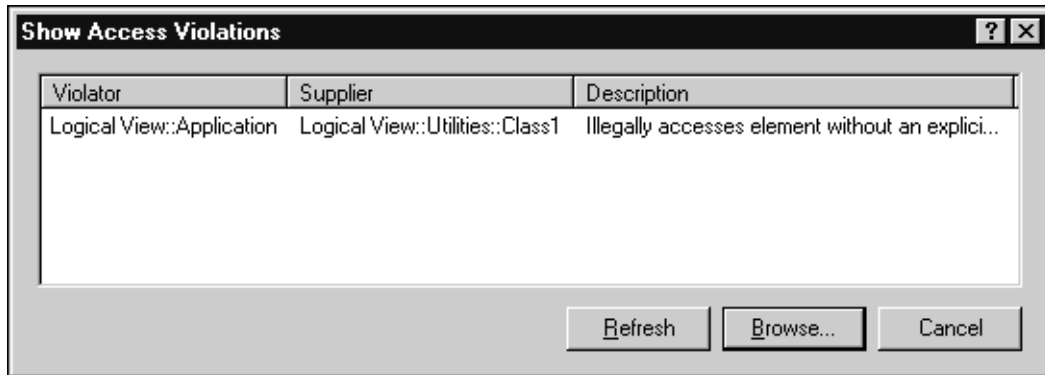 Show Access Violations ? X
Violator Supplier Description
Logical View::Application Logical View::Utilities::Class1 Illegally accesses element without an explici...
Refresh Browse... Cancel